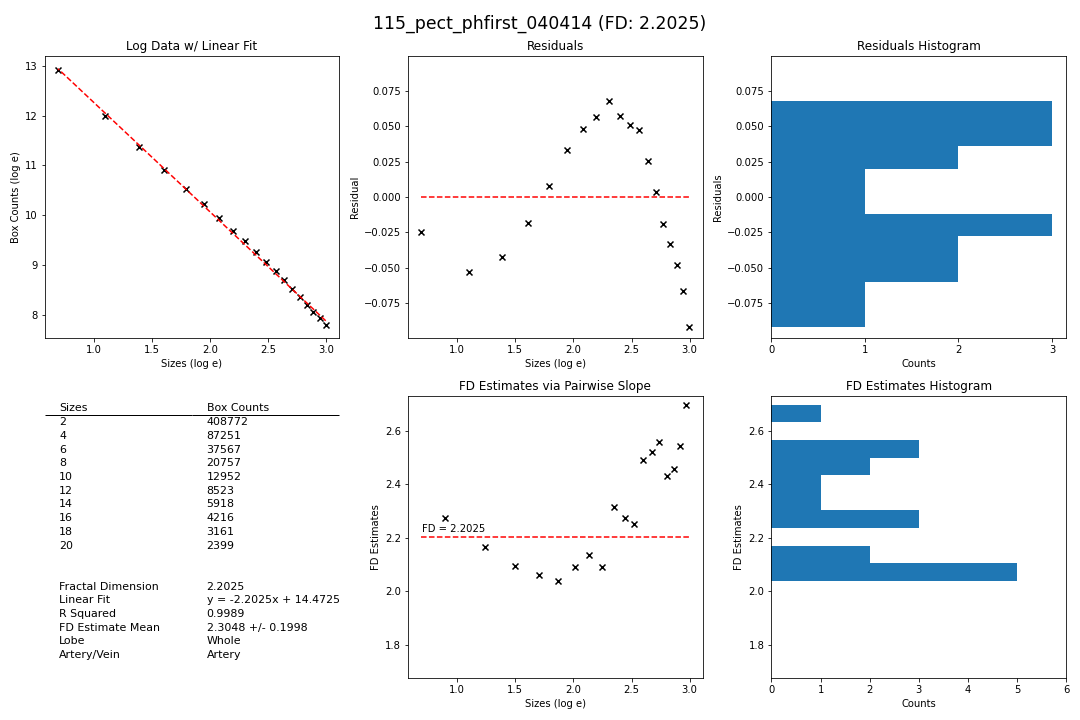 115_pect_phfirst_040414 (FD: 2.2025)
Log Data w/ Linear Fit
Box Counts (log e)
13
12
11
10
9
8
1.0 1.5 2.0 2.5 3.0
Sizes (log e)
Residuals
Residual
0.075
0.050
0.025
0.000
−0.025
−0.050
−0.075
1.0 1.5 2.0 2.5 3.0
Sizes (log e)
Residuals Histogram
Residuals
0.075
0.050
0.025
0.000
−0.025
−0.050
−0.075
0 1 2 3
Counts
Sizes Box Counts
2 408772
4 87251
6 37567
8 20757
10 12952
12 8523
14 5918
16 4216
18 3161
20 2399
Fractal Dimension 2.2025
Linear Fit y = -2.2025x + 14.4725
R Squared 0.9989
FD Estimate Mean 2.3048 +/- 0.1998
Lobe Whole
Artery/Vein Artery
FD Estimates via Pairwise Slope
FD Estimates
2.6
2.4
2.2
2.0
1.8
FD = 2.2025
1.0 1.5 2.0 2.5 3.0
Sizes (log e)
FD Estimates Histogram
FD Estimates
2.6
2.4
2.2
2.0
1.8
0 1 2 3 4 5 6
Counts